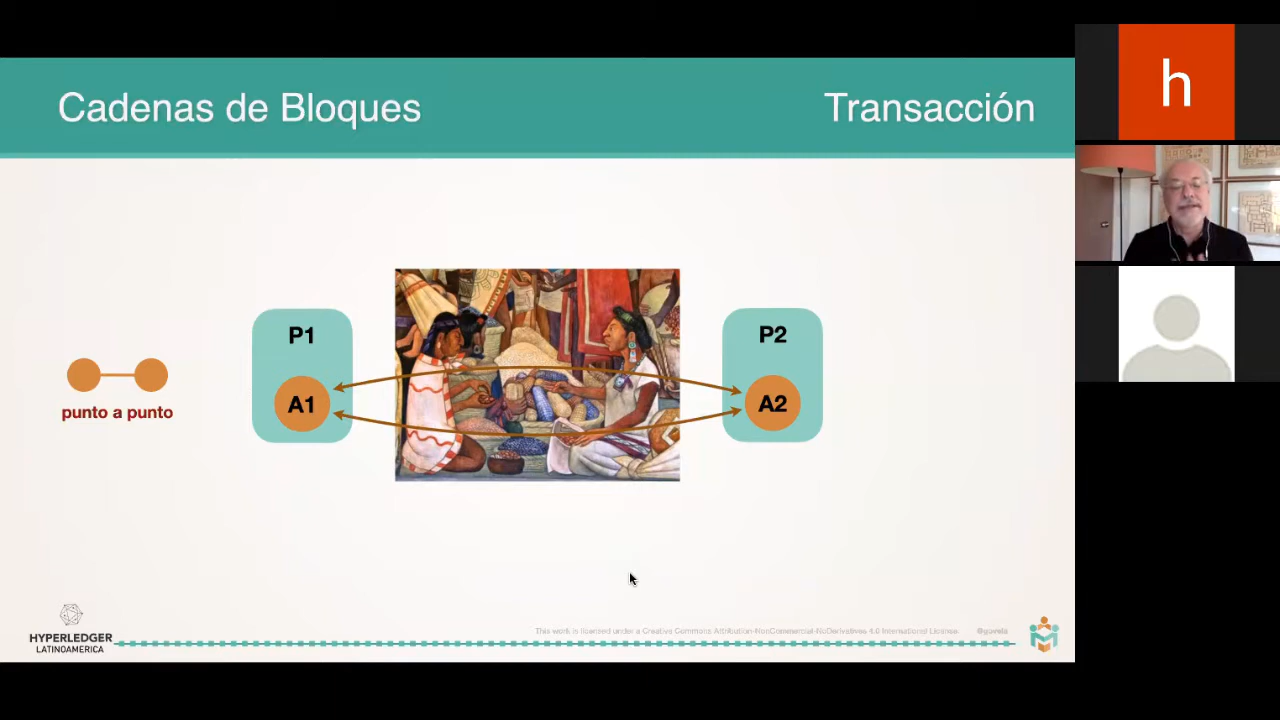 Cadenas de Bloques
Transacción
h
P1
P2
A1
A2
punto a punto
HYPERLEDGER
LATINOAMERICA
This work is licensed under a Creative Commons Attribution-NonCommercial-NoDerivatives 4.0 International License.